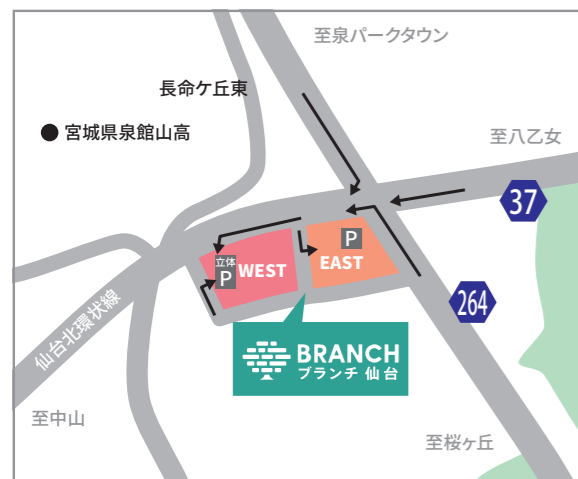 至泉パークタウン
長命ケ丘東
宮城県泉館山高
至八乙女
37
P
立体
P
WEST
EAST
264
仙台北環状線
BRANCH
ブランチ 仙台
至中山
至桜ヶ丘